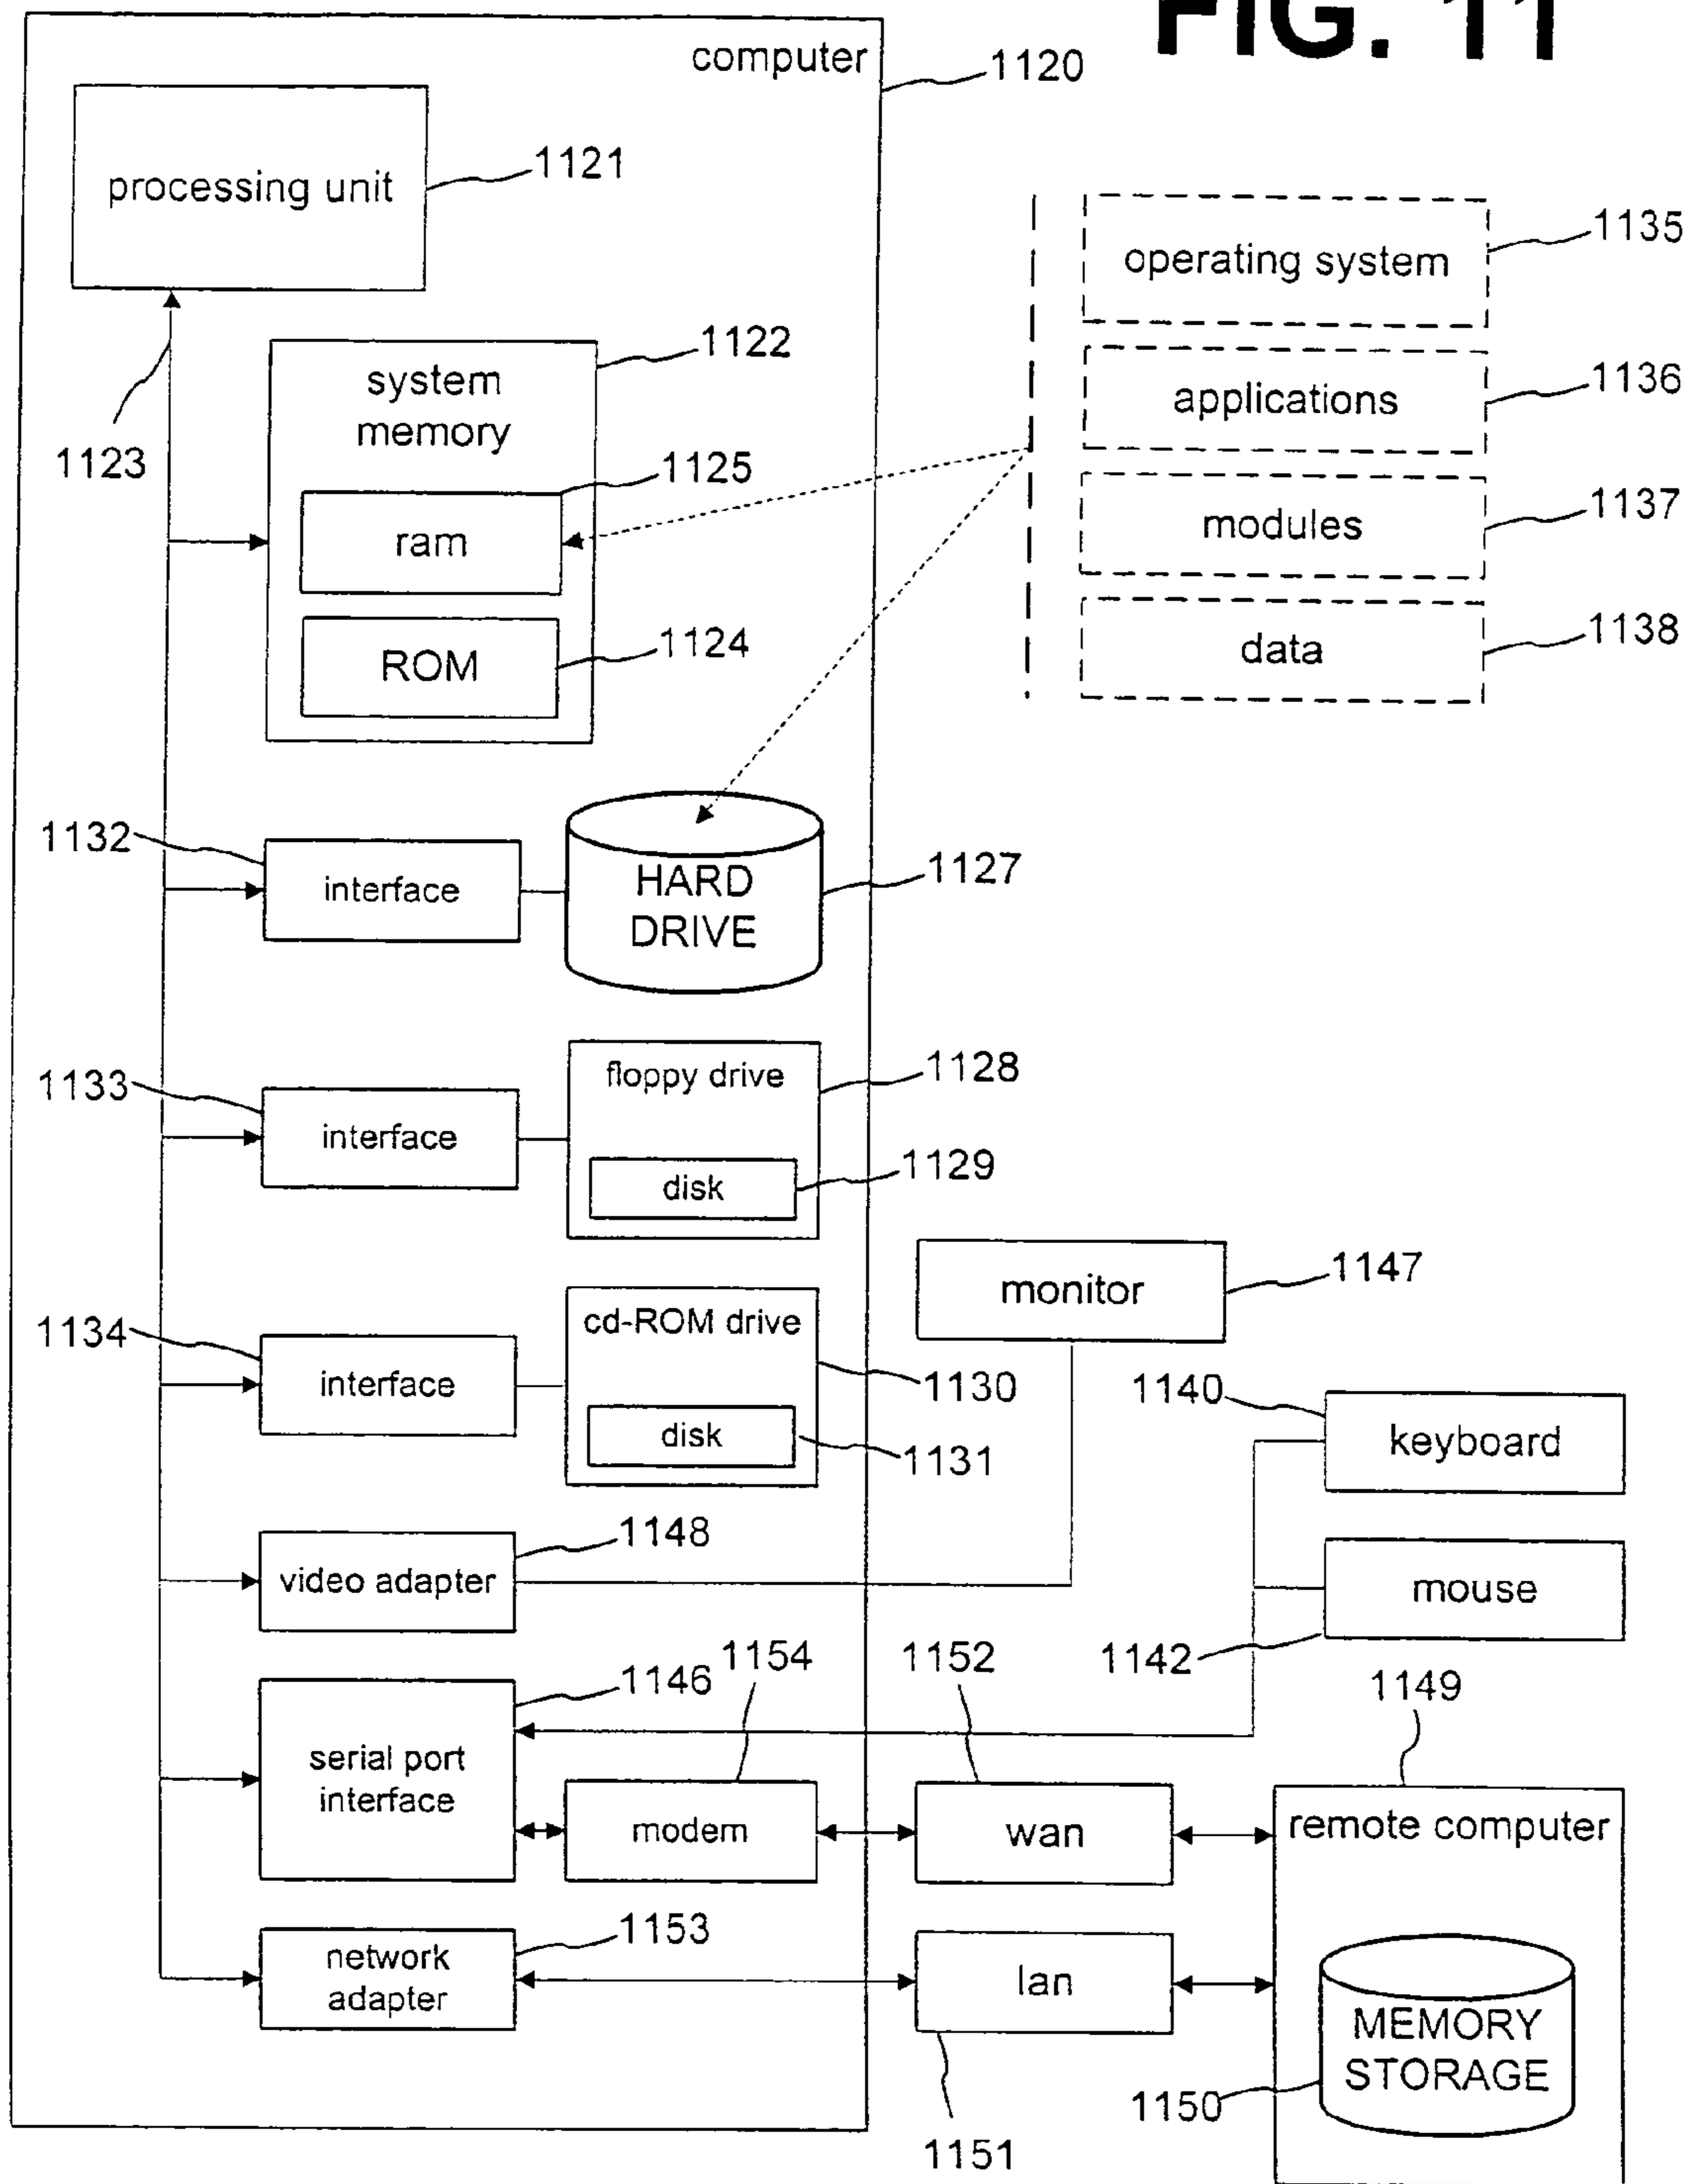 FIG. 11
computer
1120
processing unit
1121
1123
system
memory
1122
ram
1125
ROM
1124
operating system
1135
applications
1136
modules
1137
data
1138
1132
interface
HARD
DRIVE
1127
1133
interface
floppy drive
1128
disk
1129
1134
interface
cd-ROM drive
1130
disk
1131
monitor
1147
1140
keyboard
mouse
1142
video adapter
1148
serial port
interface
1146
modem
1154
wan
1152
1149
remote computer
MEMORY
STORAGE
1150
network
adapter
1153
lan
1151